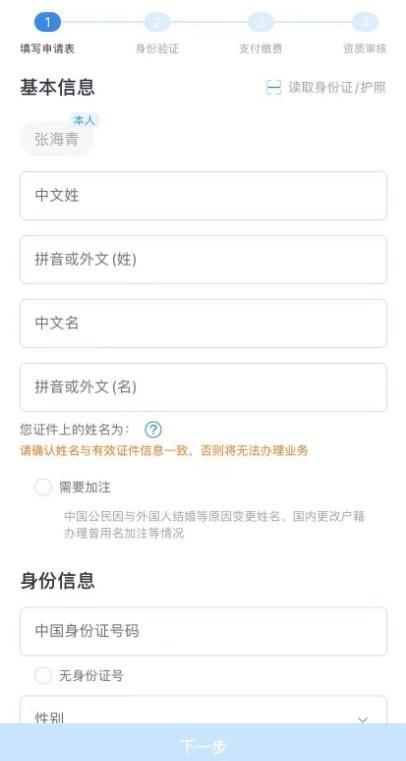 1 2 3 4
填写申请表 身份验证 支付缴费 资质审核
基本信息 读取身份证/护照
本人
张海青
中文姓
拼音或外文(姓)
中文名
拼音或外文(名)
您证件上的姓名为： ?
请确认姓名与有效证件信息一致，否则将无法办理业务
需要加注
中国公民因与外国人结婚等原因变更姓名、国内更改户籍
办理曾用名加注等情况
身份信息
中国身份证号码
无身份证号
性别
下一步